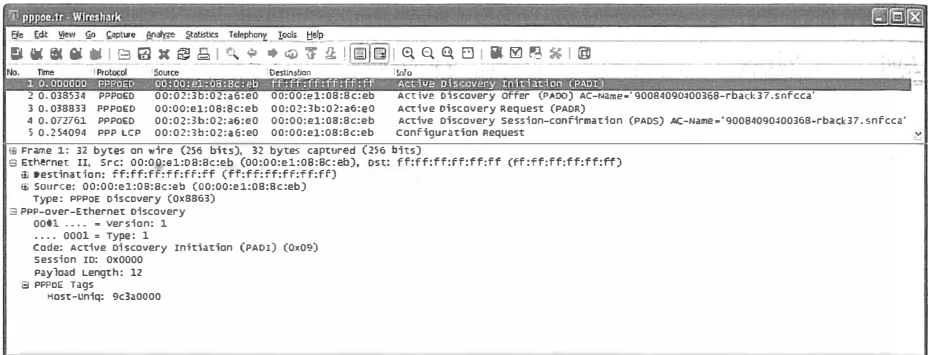 pppoe.tr - Wireshark
File Edit View Go Capture Analyze Statistics Telephony Tools Help
No. Time Protocol Source Destination Info
1 0.000000 PPPOED 00:00:e1:08:8c:eb ff:ff:ff:ff:ff:ff Active Discovery Initiation (PADI)
2 0.038534 PPPOED 00:02:3b:02:a6:e0 00:00:e1:08:8c:eb Active Discovery Offer (PADO) AC-Name='90084090400368-rback37.snfcca'
3 0.038833 PPPOED 00:00:e1:08:8c:eb 00:02:3b:02:a6:e0 Active Discovery Request (PADR)
4 0.072761 PPPOED 00:02:3b:02:a6:e0 00:00:e1:08:8c:eb Active Discovery Session-confirmation (PADS) AC-Name='90084090400368-rback37.snfcca'
5 0.254094 PPP LCP 00:02:3b:02:a6:e0 00:00:e1:08:8c:eb Configuration Request
Frame 1: 32 bytes on wire (256 bits), 32 bytes captured (256 bits)
Ethernet II, Src: 00:00:e1:08:8c:eb (00:00:e1:08:8c:eb), Dst: ff:ff:ff:ff:ff:ff (ff:ff:ff:ff:ff:ff)
Destination: ff:ff:ff:ff:ff:ff (ff:ff:ff:ff:ff:ff)
Source: 00:00:e1:08:8c:eb (00:00:e1:08:8c:eb)
Type: PPPoE Discovery (0x8863)
PPP-over-Ethernet Discovery
0001 .... = Version: 1
.... 0001 = Type: 1
Code: Active Discovery Initiation (PADI) (0x09)
Session ID: 0x0000
Payload Length: 12
PPPoE Tags
Host-Uniq: 9c3a0000